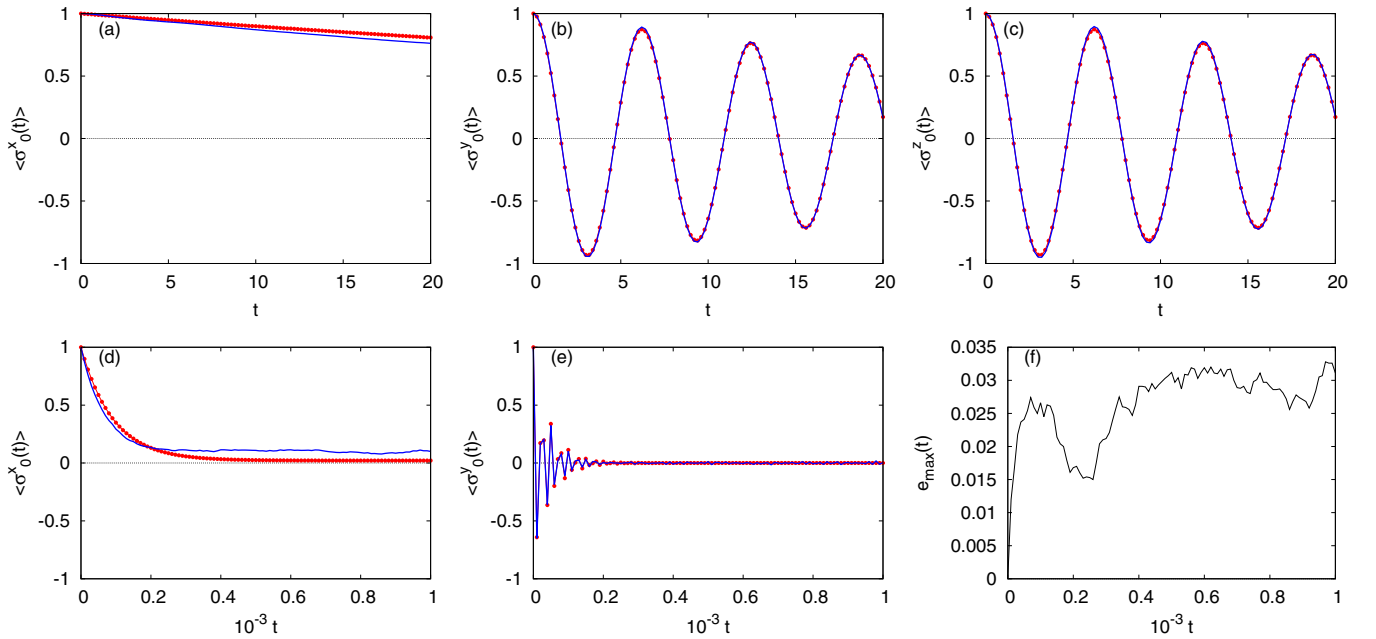 (a)
1
0.5
0
-0.5
-1
<σ^x_0(t)>
0 5 10 15 20
t
(b)
1
0.5
0
-0.5
-1
<σ^y_0(t)>
0 5 10 15 20
t
(c)
1
0.5
0
-0.5
-1
<σ^z_0(t)>
0 5 10 15 20
t
(d)
1
0.5
0
-0.5
-1
<σ^x_0(t)>
0 0.2 0.4 0.6 0.8 1
10^-3 t
(e)
1
0.5
0
-0.5
-1
<σ^y_0(t)>
0 0.2 0.4 0.6 0.8 1
10^-3 t
(f)
0.035
0.03
0.025
0.02
0.015
0.01
0.005
0
e_max(t)
0 0.2 0.4 0.6 0.8 1
10^-3 t